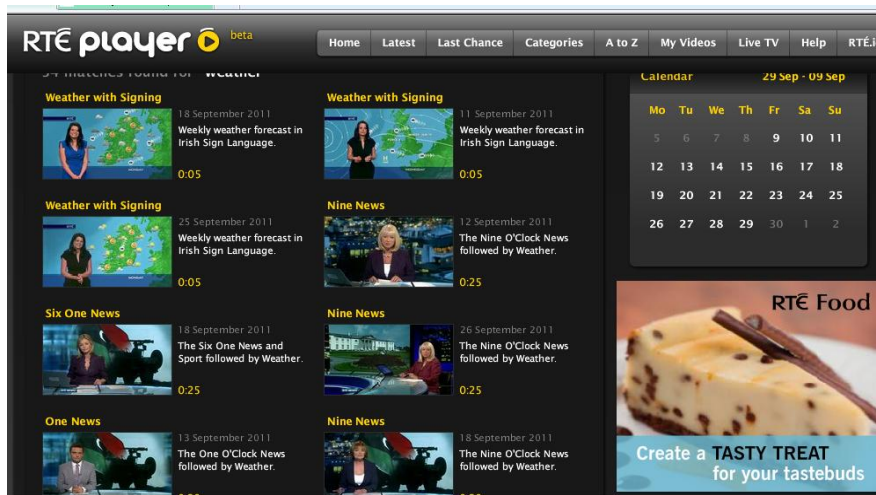 RTÉ player beta
Home Latest Last Chance Categories A to Z My Videos Live TV Help
matches found for weather
Weather with Signing
18 September 2011
Weekly weather forecast in
Irish Sign Language.
0:05
Weather with Signing
11 September 2011
Weekly weather forecast in
Irish Sign Language.
0:05
Weather with Signing
25 September 2011
Weekly weather forecast in
Irish Sign Language.
0:05
Nine News
12 September 2011
The Nine O'Clock News
followed by Weather.
0:25
Six One News
18 September 2011
The Six One News and
Sport followed by Weather.
0:25
Nine News
26 September 2011
The Nine O'Clock News
followed by Weather.
0:25
One News
13 September 2011
The One O'Clock News
followed by Weather.
Nine News
18 September 2011
The Nine O'Clock News
followed by Weather.
Calendar 29 Sep - 09 Sep
Mo Tu We Th Fr Sa Su
5 6 7 8 9 10 11
12 13 14 15 16 17 18
19 20 21 22 23 24 25
26 27 28 29 30 1 2
RTÉ Food
Create a TASTY TREAT
for your tastebuds